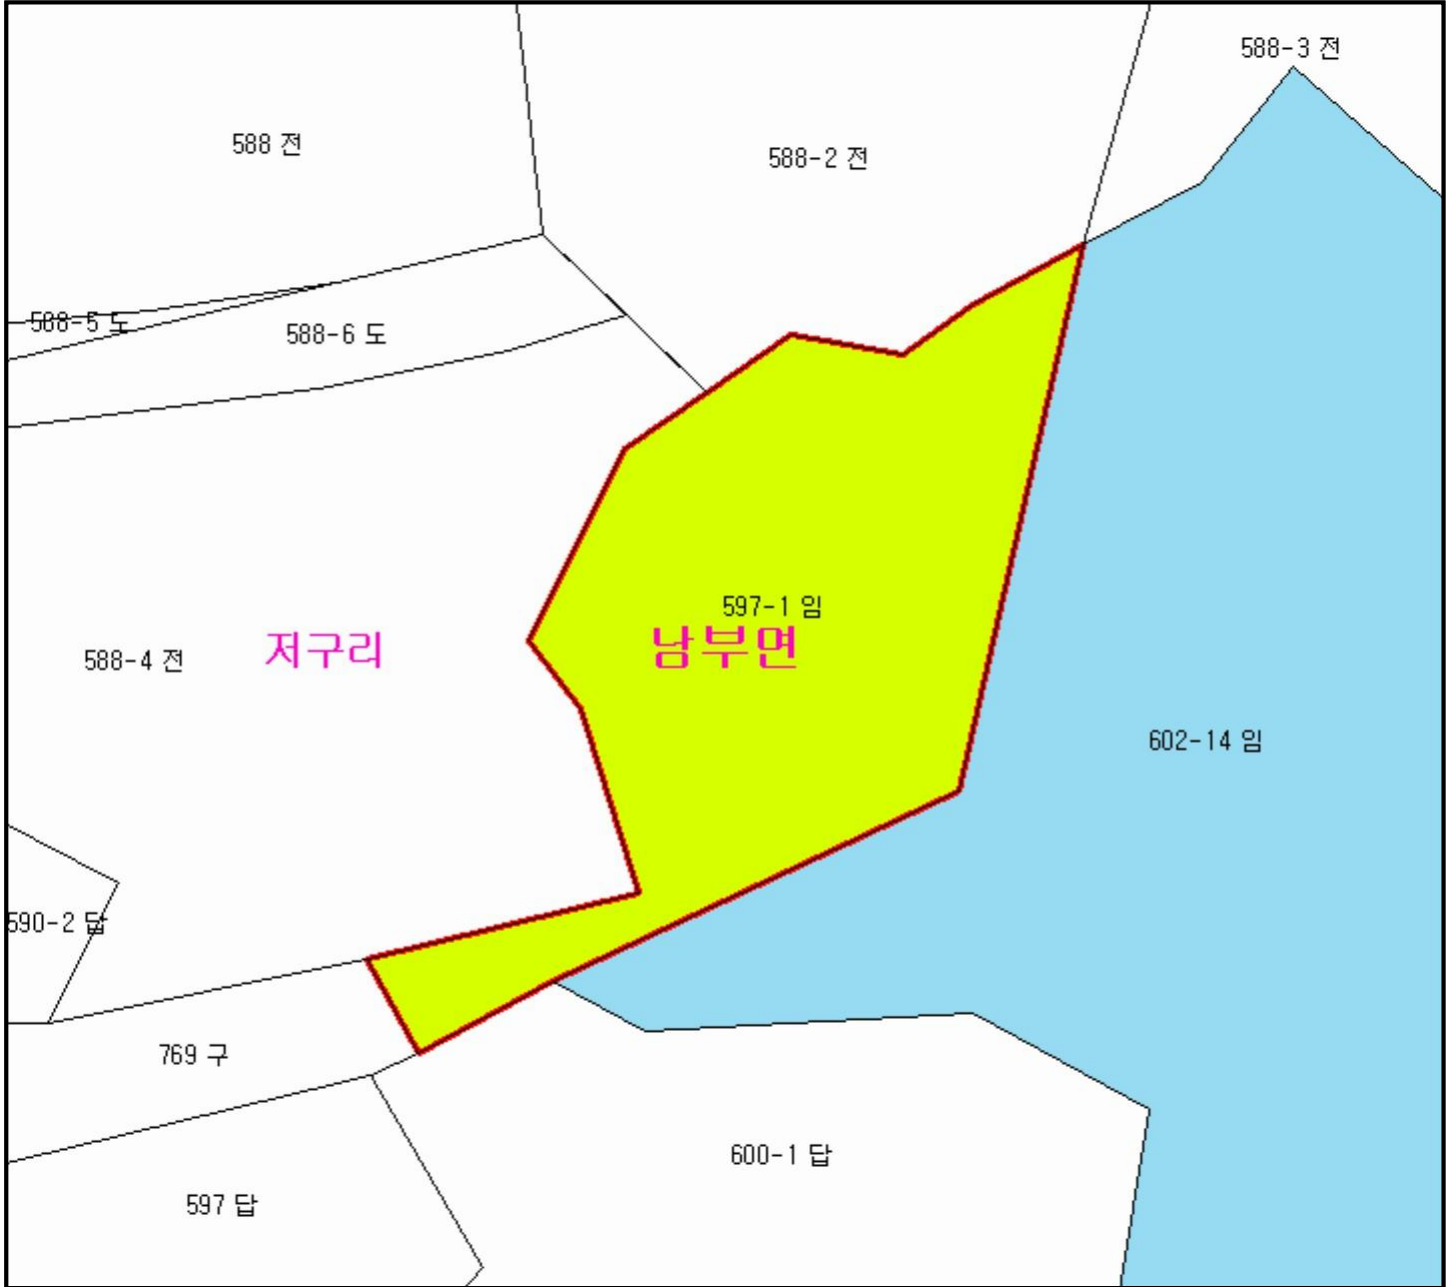 588-3 전
588 전
588-2 전
588-5 도
588-6 도
597-1 임
588-4 전
저구리
남부면
602-14 임
590-2 답
769 구
600-1 답
597 답